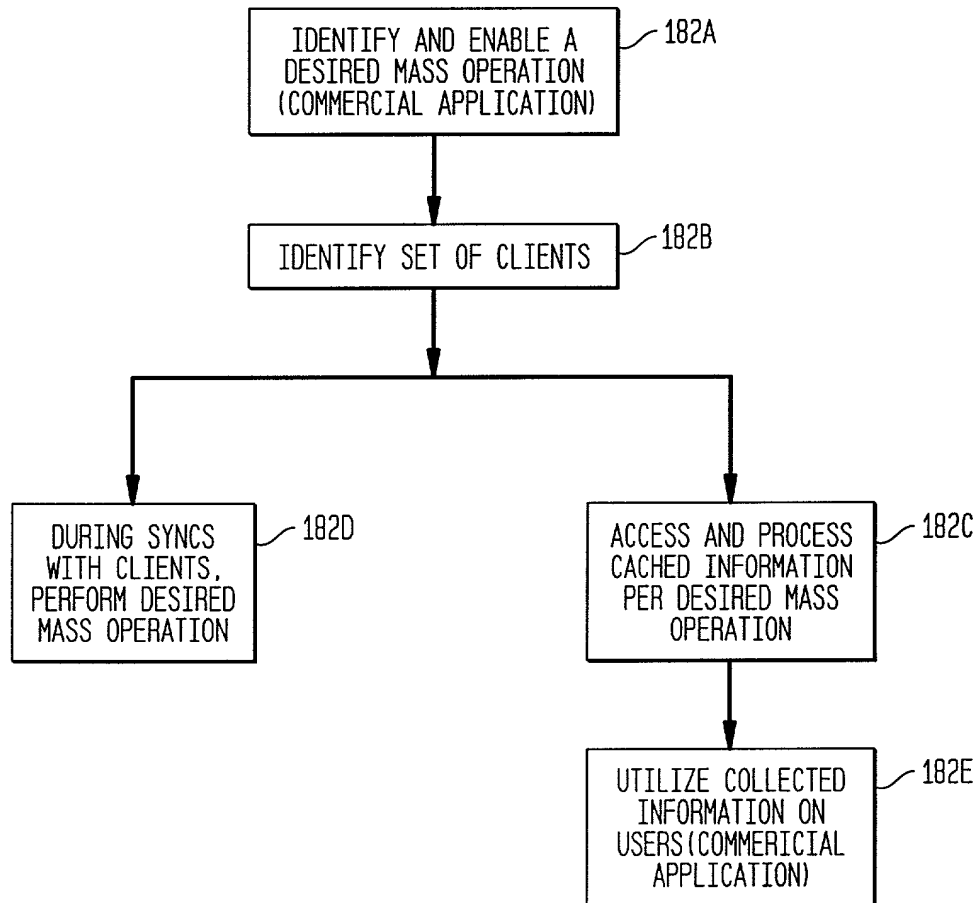 IDENTIFY AND ENABLE A
DESIRED MASS OPERATION
(COMMERCIAL APPLICATION)
182A
IDENTIFY SET OF CLIENTS
182B
DURING SYNCS
WITH CLIENTS,
PERFORM DESIRED
MASS OPERATION
182D
ACCESS AND PROCESS
CACHED INFORMATION
PER DESIRED MASS
OPERATION
182C
UTILIZE COLLECTED
INFORMATION ON
USERS(COMMERICIAL
APPLICATION)
182E